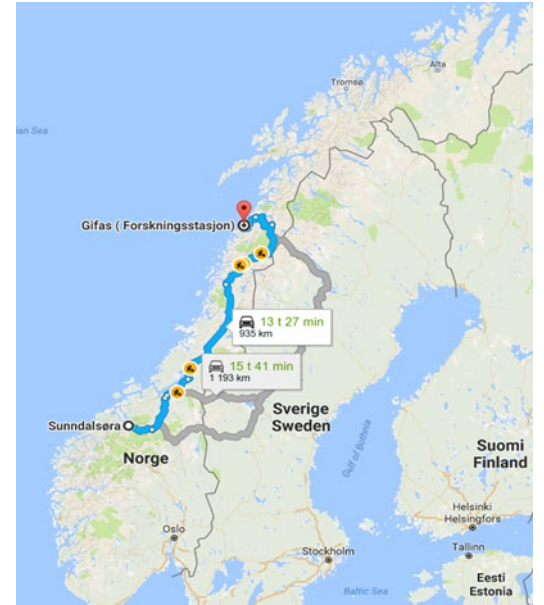 Alta
Tromsø
ian Sea
Gifas ( Forskningsstasjon)
13 t 27 min
935 km
15 t 41 min
1 193 km
Sunndalsøra
Sverige
Sweden
Norge
Gulf of Bothnia
Suomi
Finland
Oslo
Helsinki
Helsingfors
Stockholm
Tallinn
Eesti
Estonia
Baltic Sea